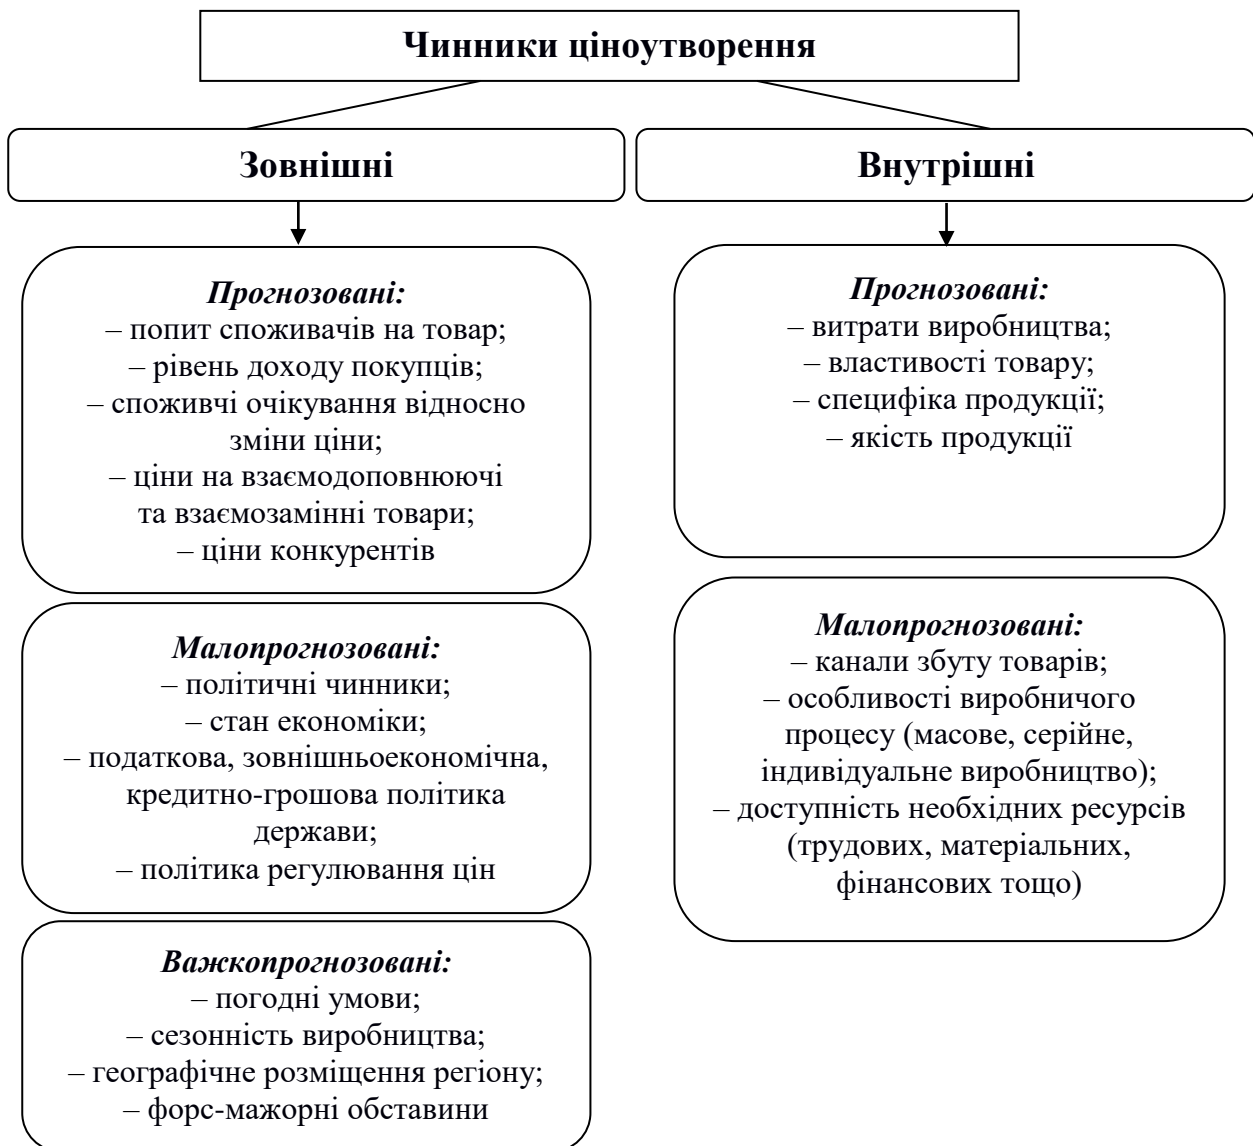 Чинники ціноутворення
Зовнішні
Внутрішні
Прогнозовані:
– попит споживачів на товар;
– рівень доходу покупців;
– споживчі очікування відносно
зміни ціни;
– ціни на взаємодоповнюючі
та взаємозамінні товари;
– ціни конкурентів
Прогнозовані:
– витрати виробництва;
– властивості товару;
– специфіка продукції;
– якість продукції
Малопрогнозовані:
– політичні чинники;
– стан економіки;
– податкова, зовнішньоекономічна,
кредитно-грошова політика
держави;
– політика регулювання цін
Малопрогнозовані:
– канали збуту товарів;
– особливості виробничого
процесу (масове, серійне,
індивідуальне виробництво);
– доступність необхідних ресурсів
(трудових, матеріальних,
фінансових тощо)
Важкопрогнозовані:
– погодні умови;
– сезонність виробництва;
– географічне розміщення регіону;
– форс-мажорні обставини